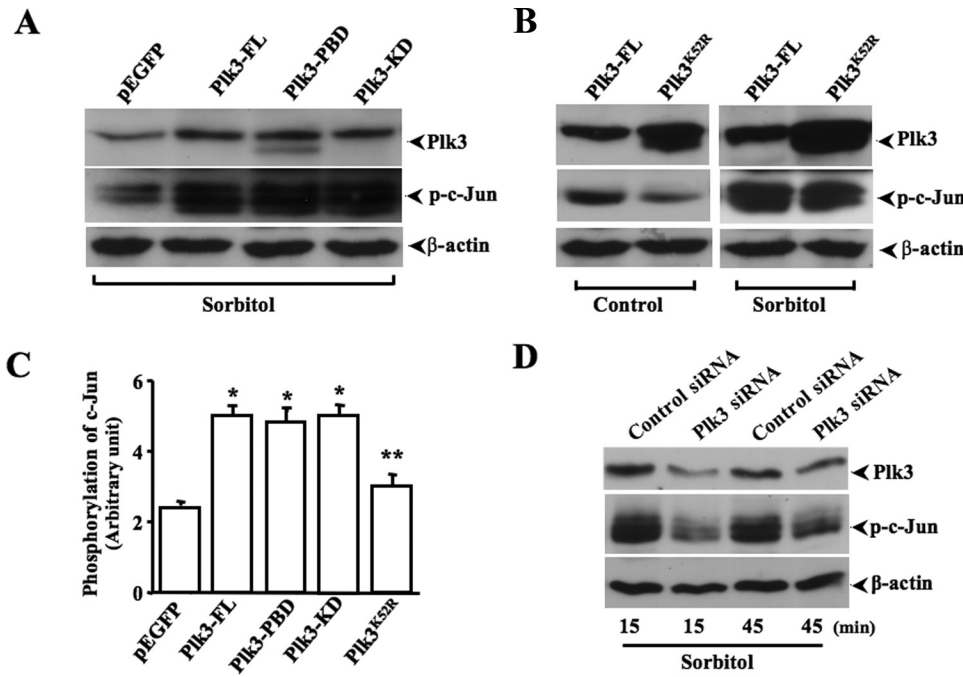 A
pEGFP
Plk3-FL
Plk3-PBD
Plk3-KD
Plk3
p-c-Jun
β-actin
Sorbitol
B
Plk3-FL
Plk3K52R
Plk3-FL
Plk3K52R
Plk3
p-c-Jun
β-actin
Control
Sorbitol
C
Phosphorylation of c-Jun
(Arbitrary unit)
6
4
2
0
*
*
*
**
pEGFP
Plk3-FL
Plk3-PBD
Plk3-KD
Plk3K52R
D
Control siRNA
Plk3 siRNA
Control siRNA
Plk3 siRNA
Plk3
p-c-Jun
β-actin
15 15 45 45 (min)
Sorbitol